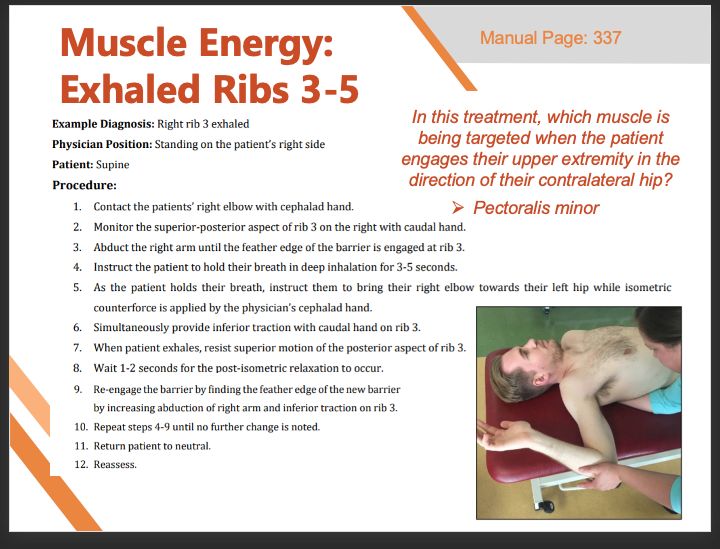 Muscle Energy:
Exhaled Ribs 3-5
Manual Page: 337
In this treatment, which muscle is
being targeted when the patient
engages their upper extremity in the
direction of their contralateral hip?
➢ Pectoralis minor
Example Diagnosis: Right rib 3 exhaled
Physician Position: Standing on the patient's right side
Patient: Supine
Procedure:
1. Contact the patients' right elbow with cephalad hand.
2. Monitor the superior-posterior aspect of rib 3 on the right with caudal hand.
3. Abduct the right arm until the feather edge of the barrier is engaged at rib 3.
4. Instruct the patient to hold their breath in deep inhalation for 3-5 seconds.
5. As the patient holds their breath, instruct them to bring their right elbow towards their left hip while isometric
counterforce is applied by the physician's cephalad hand.
6. Simultaneously provide inferior traction with caudal hand on rib 3.
7. When patient exhales, resist superior motion of the posterior aspect of rib 3.
8. Wait 1-2 seconds for the post-isometric relaxation to occur.
9. Re-engage the barrier by finding the feather edge of the new barrier
by increasing abduction of right arm and inferior traction on rib 3.
10. Repeat steps 4-9 until no further change is noted.
11. Return patient to neutral.
12. Reassess.